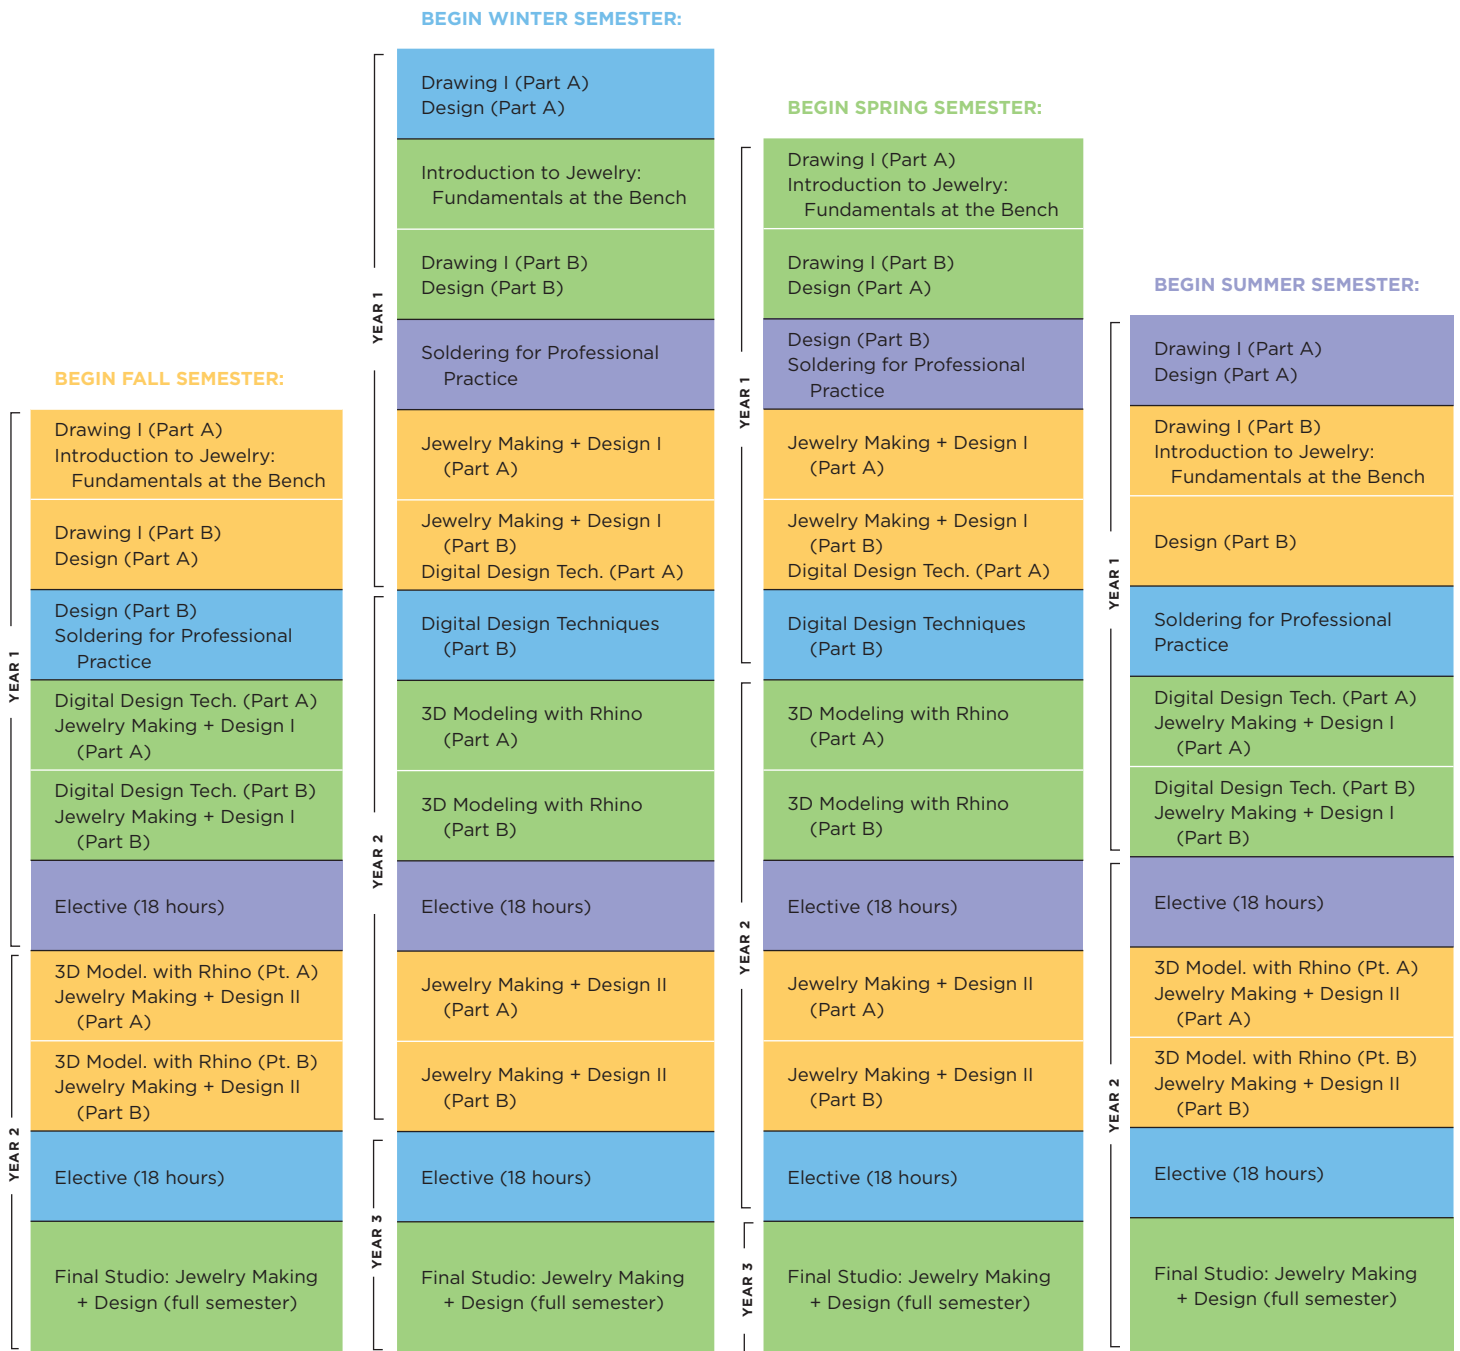 BEGIN FALL SEMESTER:
YEAR 1
Drawing I (Part A)
Introduction to Jewelry:
Fundamentals at the Bench
Drawing I (Part B)
Design (Part A)
Design (Part B)
Soldering for Professional
Practice
Digital Design Tech. (Part A)
Jewelry Making + Design I
(Part A)
Digital Design Tech. (Part B)
Jewelry Making + Design I
(Part B)
Elective (18 hours)
YEAR 2
3D Model. with Rhino (Pt. A)
Jewelry Making + Design II
(Part A)
3D Model. with Rhino (Pt. B)
Jewelry Making + Design II
(Part B)
Elective (18 hours)
Final Studio: Jewelry Making
+ Design (full semester)
BEGIN WINTER SEMESTER:
YEAR 1
Drawing I (Part A)
Design (Part A)
Introduction to Jewelry:
Fundamentals at the Bench
Drawing I (Part B)
Design (Part B)
Soldering for Professional
Practice
Jewelry Making + Design I
(Part A)
Jewelry Making + Design I
(Part B)
Digital Design Tech. (Part A)
YEAR 2
Digital Design Techniques
(Part B)
3D Modeling with Rhino
(Part A)
3D Modeling with Rhino
(Part B)
Elective (18 hours)
Jewelry Making + Design II
(Part A)
Jewelry Making + Design II
(Part B)
YEAR 3
Elective (18 hours)
Final Studio: Jewelry Making
+ Design (full semester)
BEGIN SPRING SEMESTER:
YEAR 1
Drawing I (Part A)
Introduction to Jewelry:
Fundamentals at the Bench
Drawing I (Part B)
Design (Part A)
Design (Part B)
Soldering for Professional
Practice
Jewelry Making + Design I
(Part A)
Jewelry Making + Design I
(Part B)
Digital Design Tech. (Part A)
Digital Design Techniques
(Part B)
YEAR 2
3D Modeling with Rhino
(Part A)
3D Modeling with Rhino
(Part B)
Elective (18 hours)
Jewelry Making + Design II
(Part A)
Jewelry Making + Design II
(Part B)
Elective (18 hours)
YEAR 3
Final Studio: Jewelry Making
+ Design (full semester)
BEGIN SUMMER SEMESTER:
YEAR 1
Drawing I (Part A)
Design (Part A)
Drawing I (Part B)
Introduction to Jewelry:
Fundamentals at the Bench
Design (Part B)
Soldering for Professional
Practice
Digital Design Tech. (Part A)
Jewelry Making + Design I
(Part A)
Digital Design Tech. (Part B)
Jewelry Making + Design I
(Part B)
YEAR 2
Elective (18 hours)
3D Model. with Rhino (Pt. A)
Jewelry Making + Design II
(Part A)
3D Model. with Rhino (Pt. B)
Jewelry Making + Design II
(Part B)
Elective (18 hours)
Final Studio: Jewelry Making
+ Design (full semester)